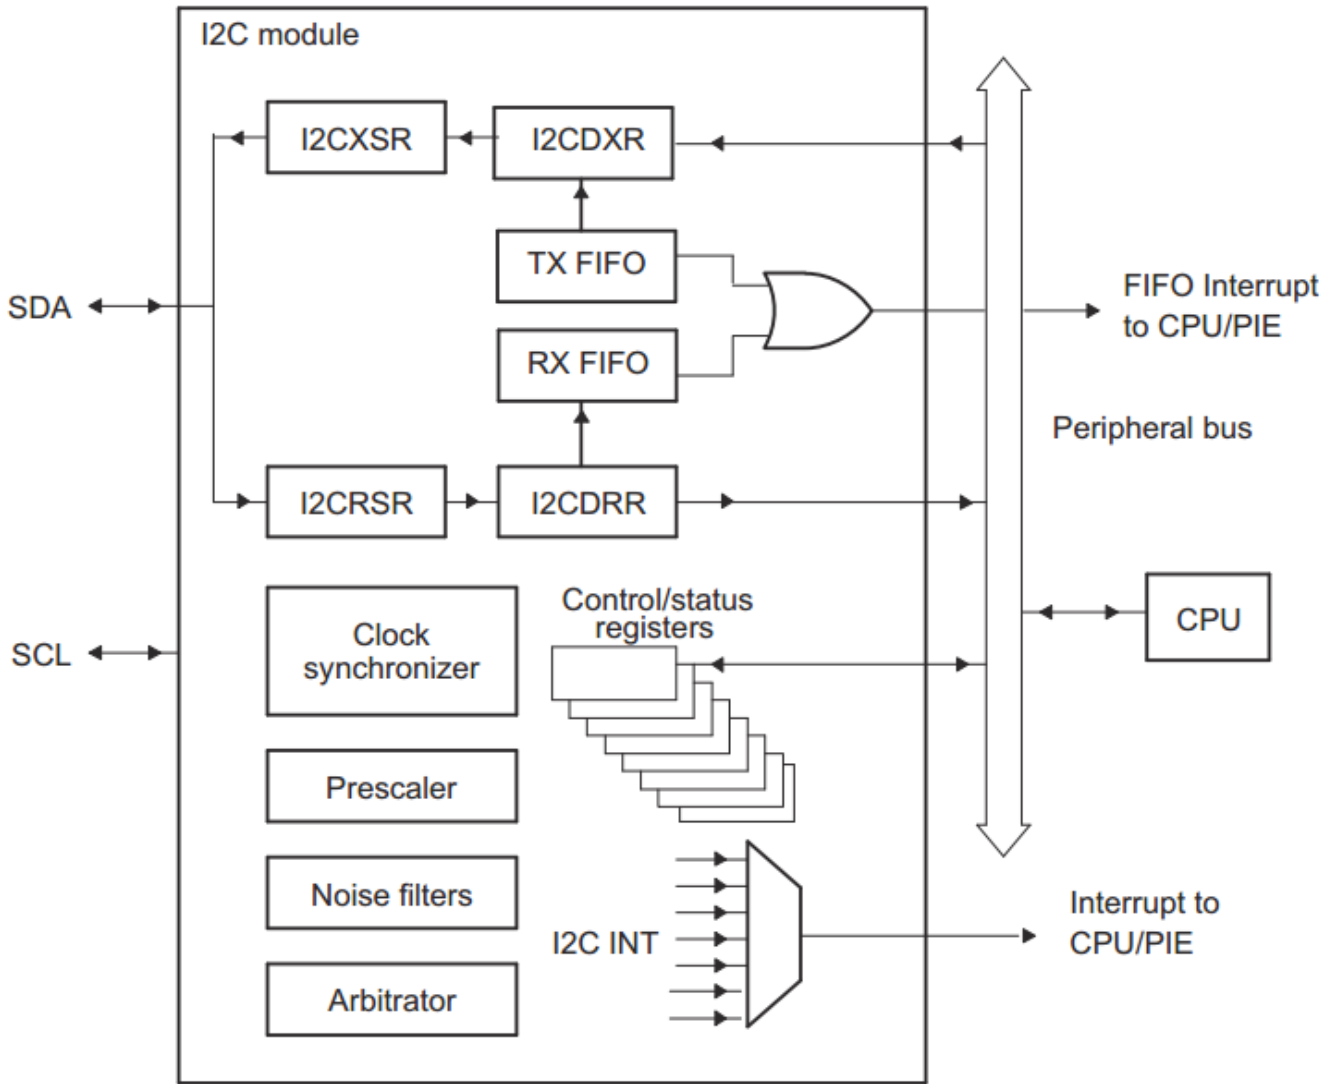 I2C module
I2CXSR
I2CDXR
TX FIFO
SDA
FIFO Interrupt
to CPU/PIE
RX FIFO
Peripheral bus
I2CRSR
I2CDRR
Control/status
registers
Clock
synchronizer
SCL
CPU
Prescaler
Noise filters
I2C INT
Interrupt to
CPU/PIE
Arbitrator